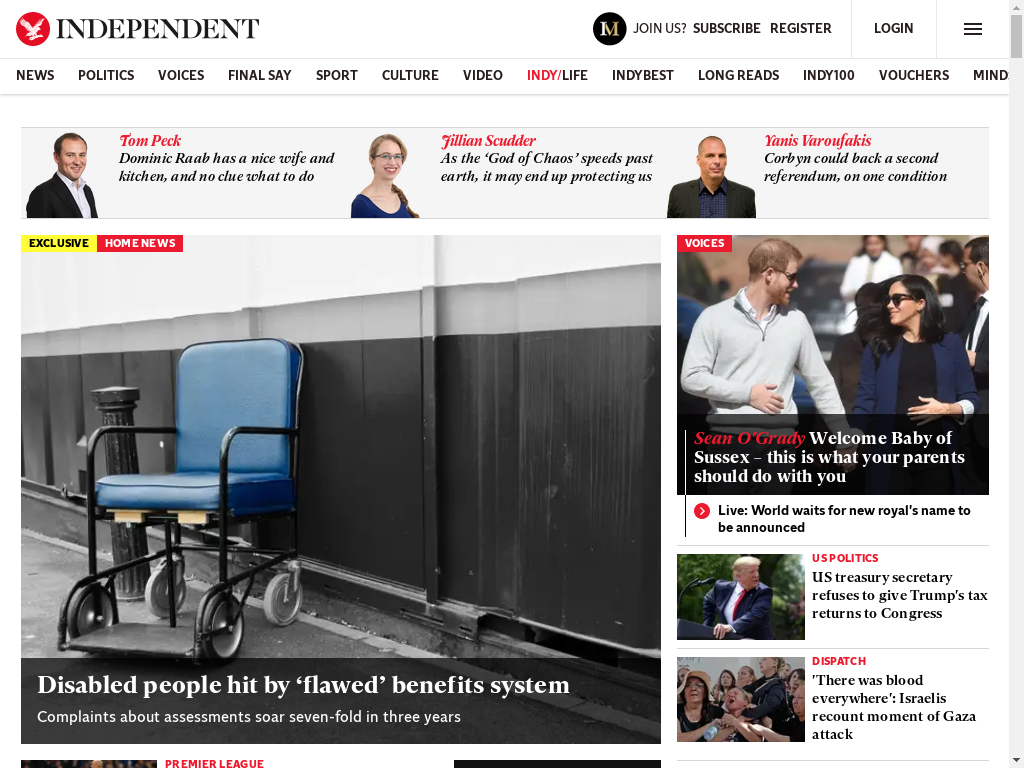 INDEPENDENT
IM JOIN US? SUBSCRIBE REGISTER LOGIN
NEWS POLITICS VOICES FINAL SAY SPORT CULTURE VIDEO INDY/LIFE INDYBEST LONG READS INDY100 VOUCHERS MINDS
Tom Peck
Dominic Raab has a nice wife and
kitchen, and no clue what to do
Jillian Scudder
As the ‘God of Chaos’ speeds past
earth, it may end up protecting us
Yanis Varoufakis
Corbyn could back a second
referendum, on one condition
EXCLUSIVE HOME NEWS
Disabled people hit by ‘flawed’ benefits system
Complaints about assessments soar seven-fold in three years
VOICES
Sean O'Grady Welcome Baby of
Sussex – this is what your parents
should do with you
Live: World waits for new royal's name to
be announced
US POLITICS
US treasury secretary
refuses to give Trump's tax
returns to Congress
DISPATCH
'There was blood
everywhere': Israelis
recount moment of Gaza
attack
PREMIER LEAGUE